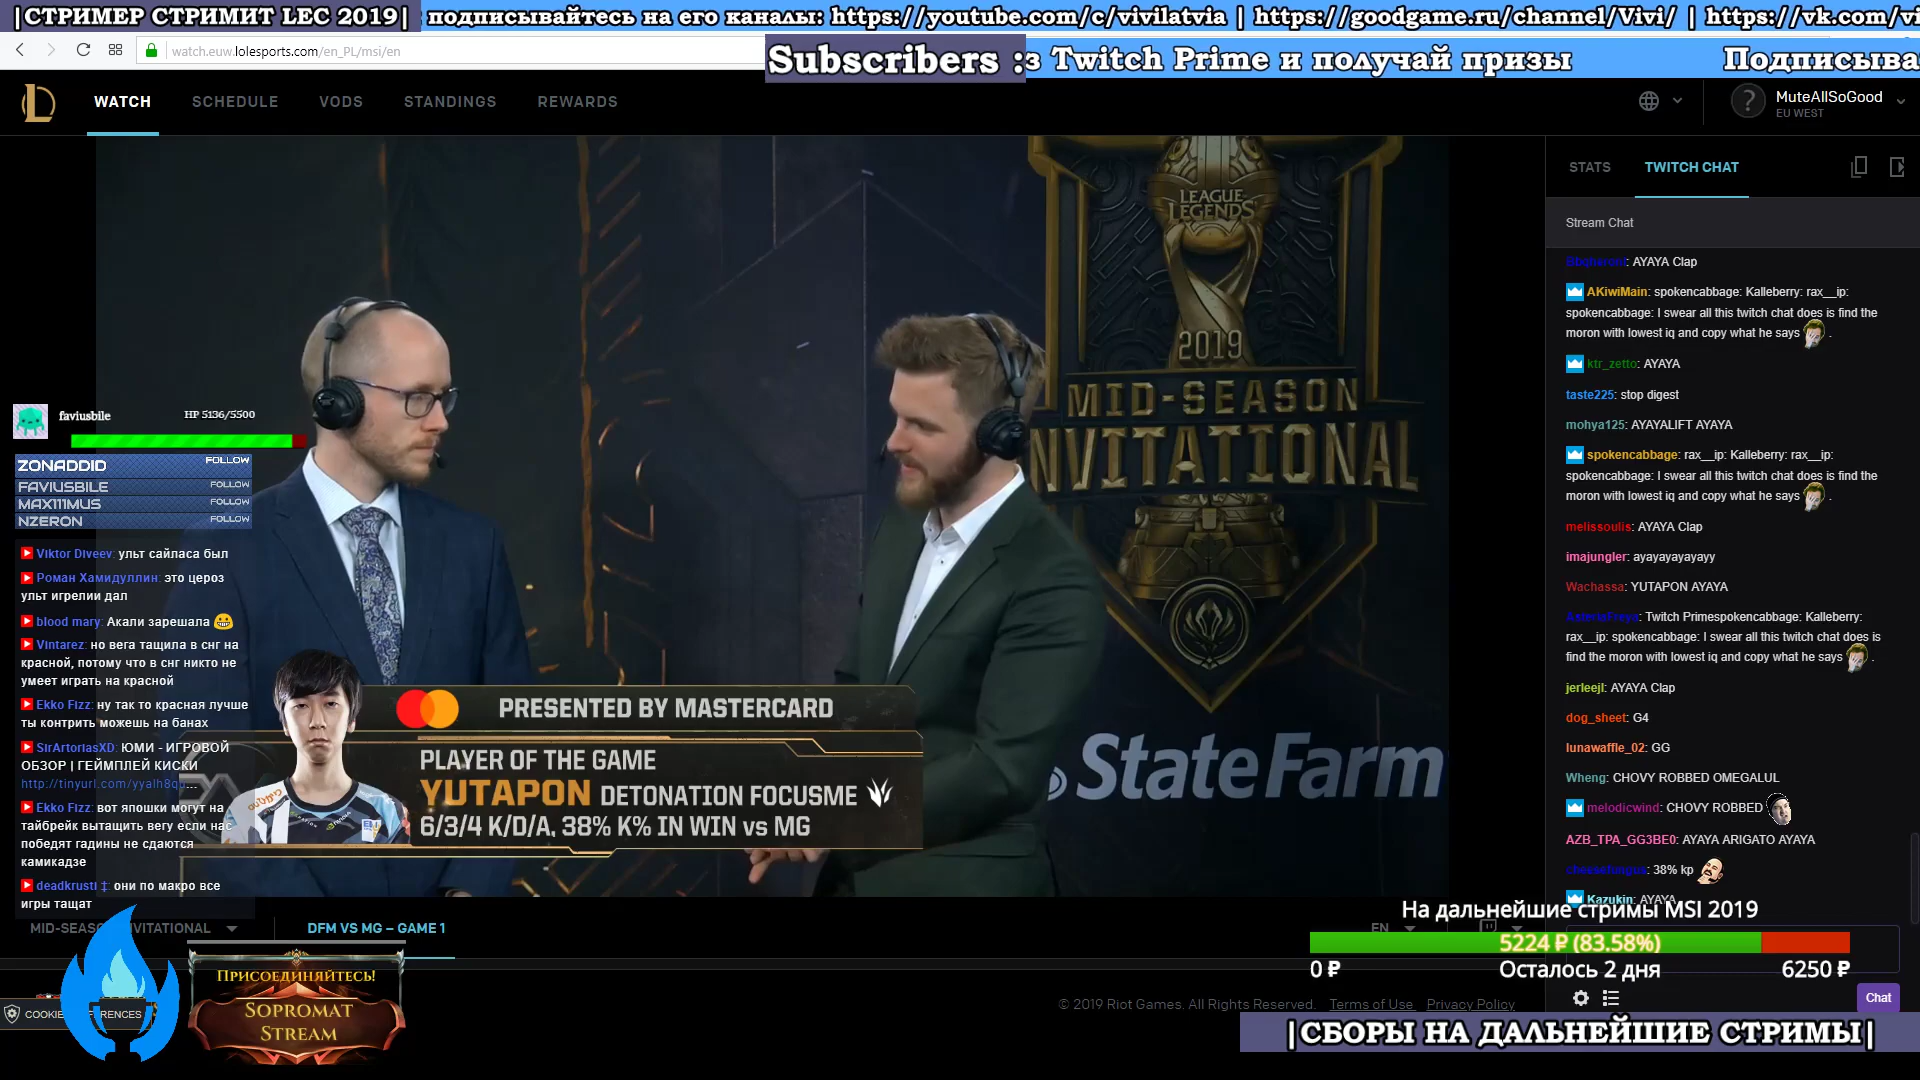 |СТРИМЕР СТРИМИТ LEC 2019| подписывайтесь на его каналы: https://youtube.com/c/vivilatvia | https://goodgame.ru/channel/Vivi/ | https://vk.com/vi
watch.euw.lolesports.com/en_PL/msi/en
Subscribers :з Twitch Prime и получай призы Подписыва
WATCH SCHEDULE VODS STANDINGS REWARDS
MuteAllSoGood
EU WEST
LEAGUE
LEGENDS
2019
MID-SEASON
INVITATIONAL
StateFarm
faviusbile HP 5136/5500
ZONADDID FOLLOW
FAVIUSBILE FOLLOW
MAX111MUS FOLLOW
NZERON FOLLOW
Viktor Diveev: ульт сайласа был
Роман Хамидуллин: это цероз
ульт игрелии дал
blood mary: Акали зарешала
Vintarez: но вега тащила в снг на
красной, потому что в снг никто не
умеет играть на красной
Ekko Fizz: ну так то красная лучше
ты контрить можешь на банах
SirArtoriasXD: ЮМИ - ИГРОВОЙ
ОБЗОР | ГЕЙМПЛЕЙ КИСКИ
Ekko Fizz: вот япошки могут на
тайбрейк вытащить вегу если нас
победят гадины не сдаются
камикадзе
deadkrusti ‡: они по макро все
игры тащат
PRESENTED BY MASTERCARD
PLAYER OF THE GAME
YUTAPON DETONATION FOCUSME
6/3/4 K/D/A, 38% K% IN WIN vs MG
STATS TWITCH CHAT
Stream Chat
: AYAYA Clap
AKiwiMain: spokencabbage: Kalleberry: rax__ip:
spokencabbage: I swear all this twitch chat does is find the
moron with lowest iq and copy what he says .
ktr_zetto: AYAYA
taste225: stop digest
mohya125: AYAYALIFT AYAYA
spokencabbage: rax__ip: Kalleberry: rax__ip:
spokencabbage: I swear all this twitch chat does is find the
moron with lowest iq and copy what he says .
melissoulis: AYAYA Clap
imajungler: ayayayayayayy
Wachassa: YUTAPON AYAYA
AsteriaFreya: Twitch Primespokencabbage: Kalleberry:
rax__ip: spokencabbage: I swear all this twitch chat does is
find the moron with lowest iq and copy what he says .
jerleejl: AYAYA Clap
dog_sheet: G4
lunawaffle_02: GG
Wheng: CHOVY ROBBED OMEGALUL
melodicwind: CHOVY ROBBED
AZB_TPA_GG3BE0: AYAYA ARIGATO AYAYA
cheesefungus: 38% kp
Kazukin: AYAYA
MID-SEASON INVITATIONAL
DFM VS MG – GAME 1
EN
На дальнейшие стримы MSI 2019
5224 ₽ (83.58%)
0 ₽ Осталось 2 дня 6250 ₽
ПРИСОЕДИНЯЙТЕСЬ!
SOPROMAT
STREAM
COOKIE
© 2019 Riot Games. All Rights Reserved. Terms of Use Privacy Policy
Chat
|СБОРЫ НА ДАЛЬНЕЙШИЕ СТРИМЫ|